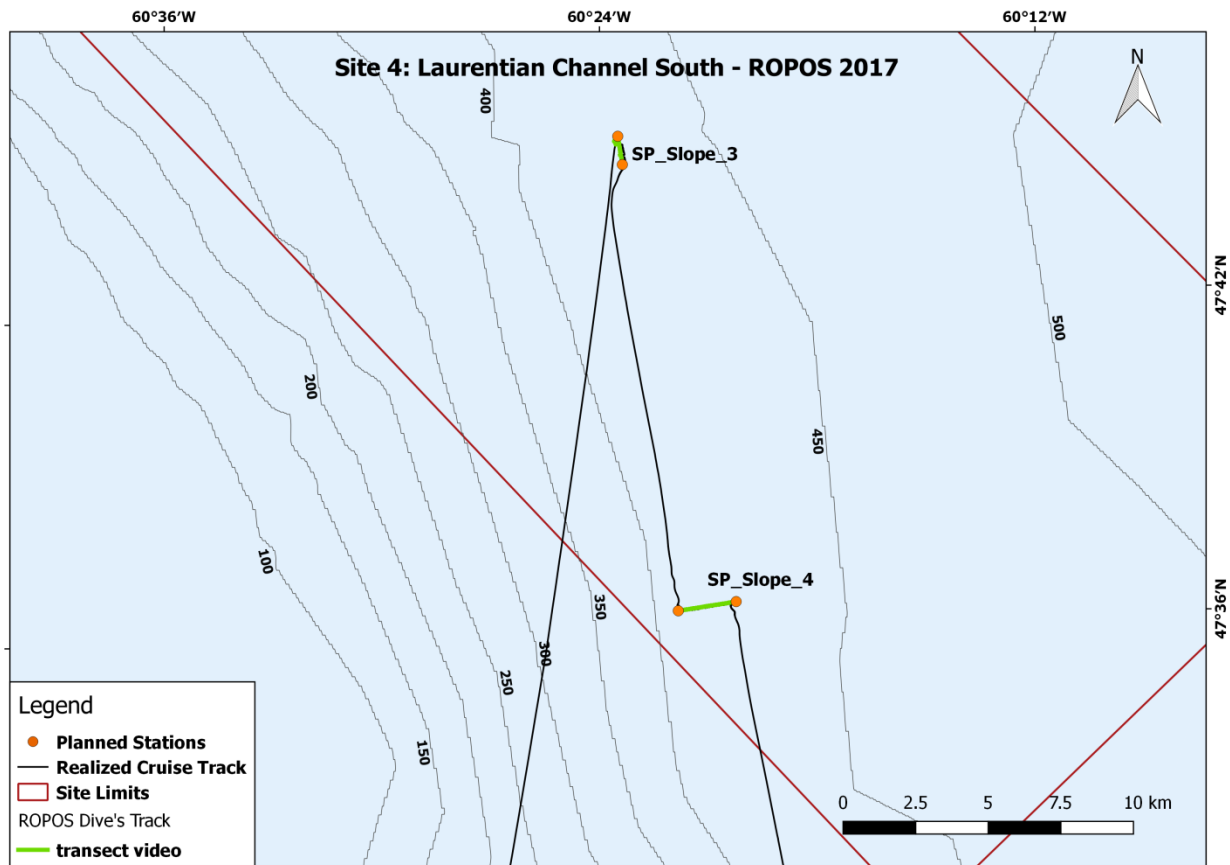 60°36′W 60°24′W 60°12′W
Site 4: Laurentian Channel South - ROPOS 2017
N
400
SP_Slope_3
47°42′N
500
200
450
100
SP_Slope_4
47°36′N
350
300
250
150
Legend
Planned Stations
Realized Cruise Track
Site Limits
ROPOS Dive's Track
transect video
0 2.5 5 7.5 10 km